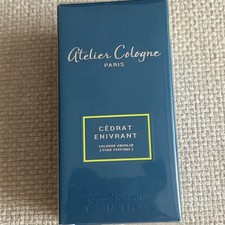 Atelier Cologne
PARIS
CÉDRAT
ENIVRANT
COLOGNE ABSOLUE
[ PURE PERFUME ]